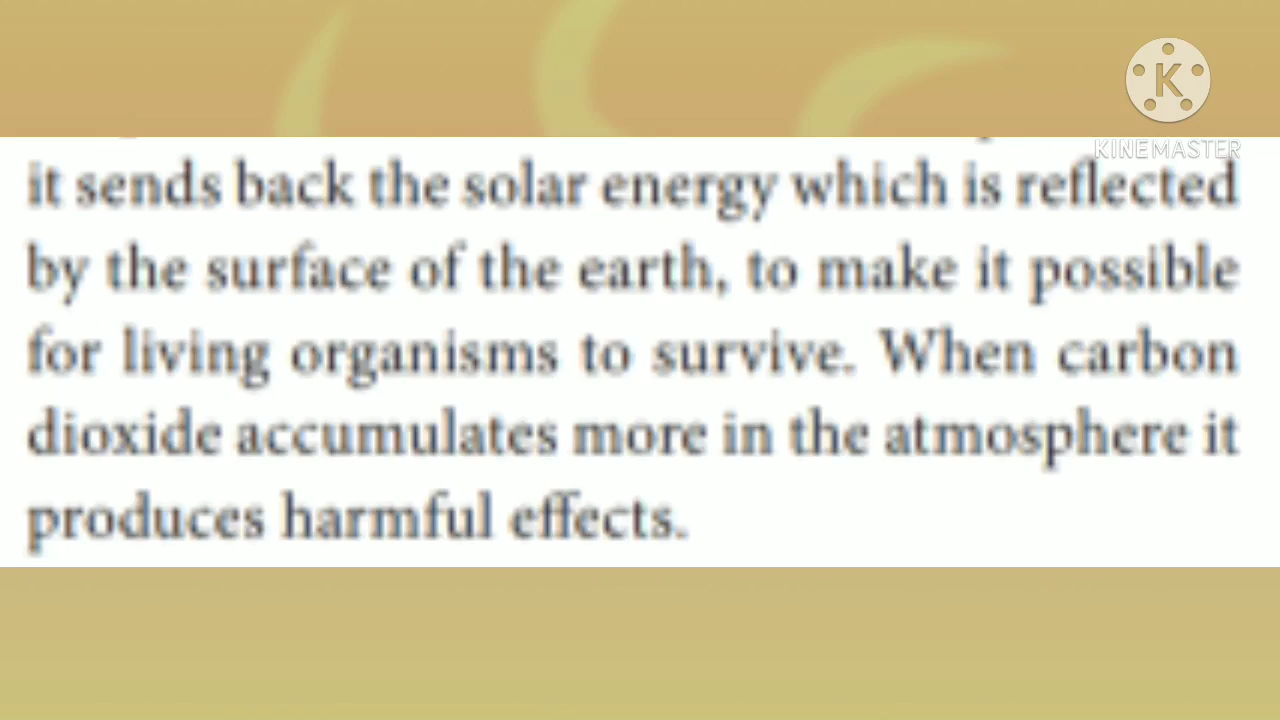 K
KINEMASTER
it sends back the solar energy which is reflected
by the surface of the earth, to make it possible
for living organisms to survive. When carbon
dioxide accumulates more in the atmosphere it
produces harmful effects.